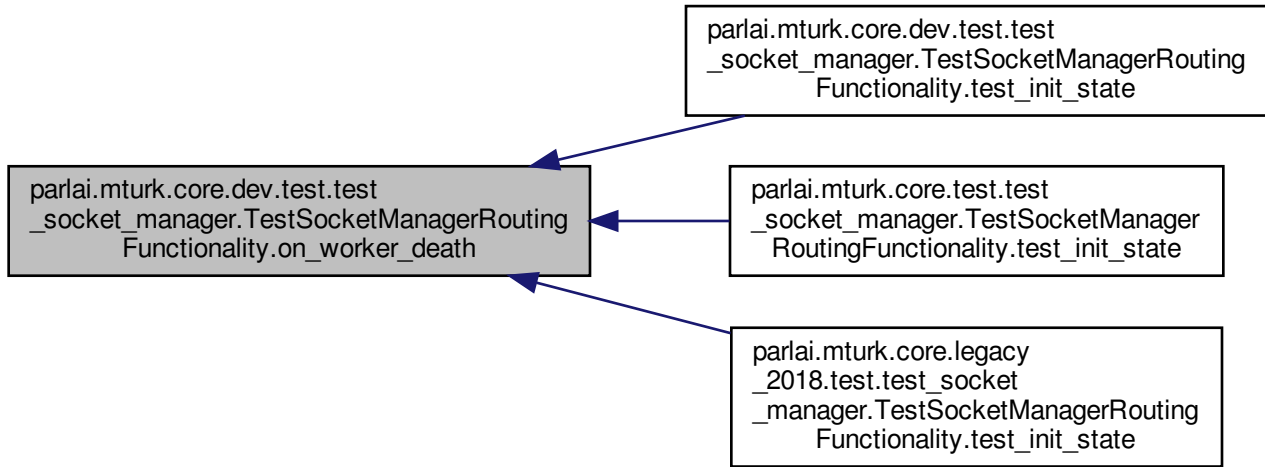 parlai.mturk.core.dev.test.test
_socket_manager.TestSocketManagerRouting
Functionality.on_worker_death
parlai.mturk.core.dev.test.test
_socket_manager.TestSocketManagerRouting
Functionality.test_init_state
parlai.mturk.core.test.test
_socket_manager.TestSocketManager
RoutingFunctionality.test_init_state
parlai.mturk.core.legacy
_2018.test.test_socket
_manager.TestSocketManagerRouting
Functionality.test_init_state